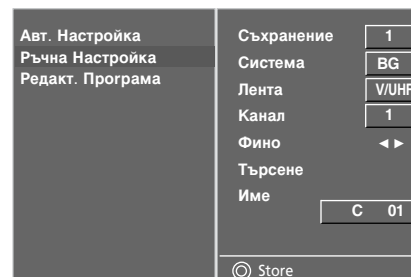 Авт. Настройка
Ръчна Настройка
Редакт. Програма
Съхранение 1
Система BG
Лента V/UHF
Канал 1
Фино ◄►
Търсене
Име
C 01
Store